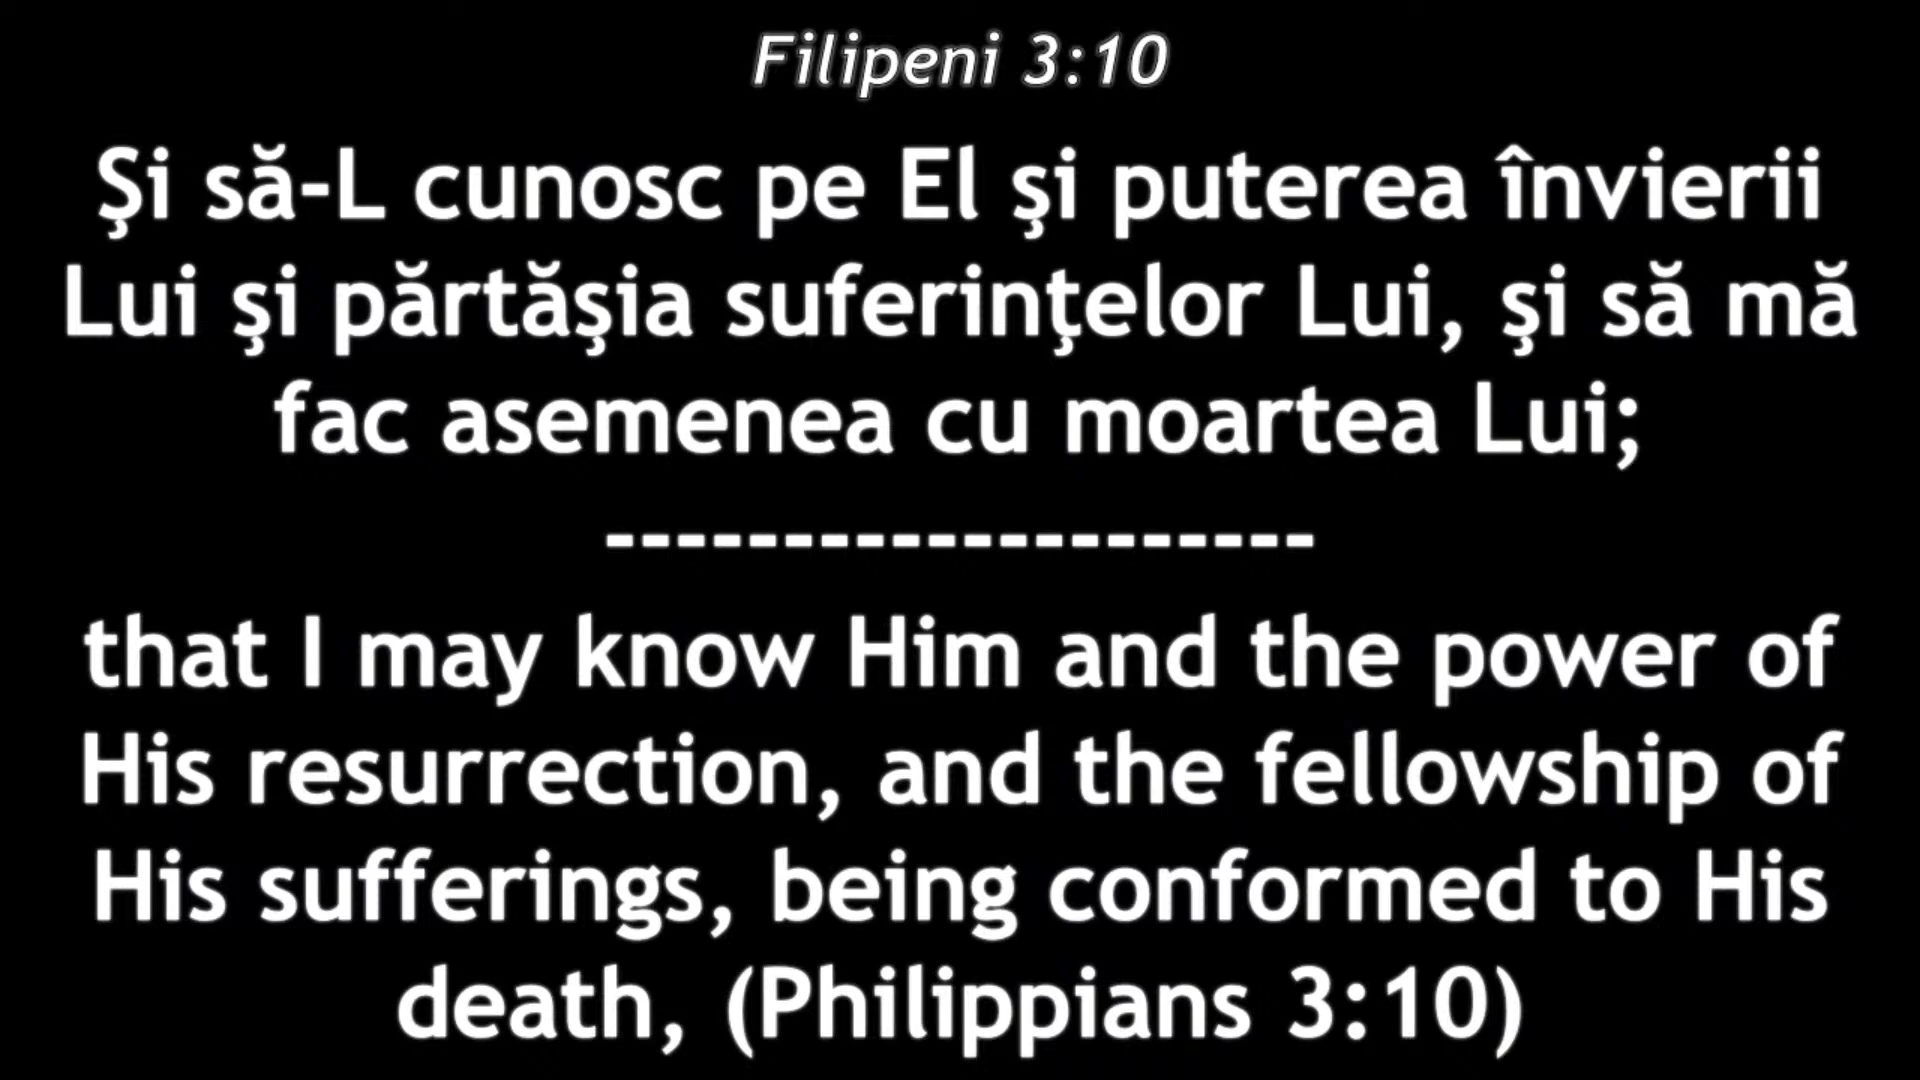 Filipeni 3:10
Şi să-L cunosc pe El şi puterea învierii
Lui şi părtăşia suferinţelor Lui, şi să mă
fac asemenea cu moartea Lui;
--------------------
that I may know Him and the power of
His resurrection, and the fellowship of
His sufferings, being conformed to His
death, (Philippians 3:10)